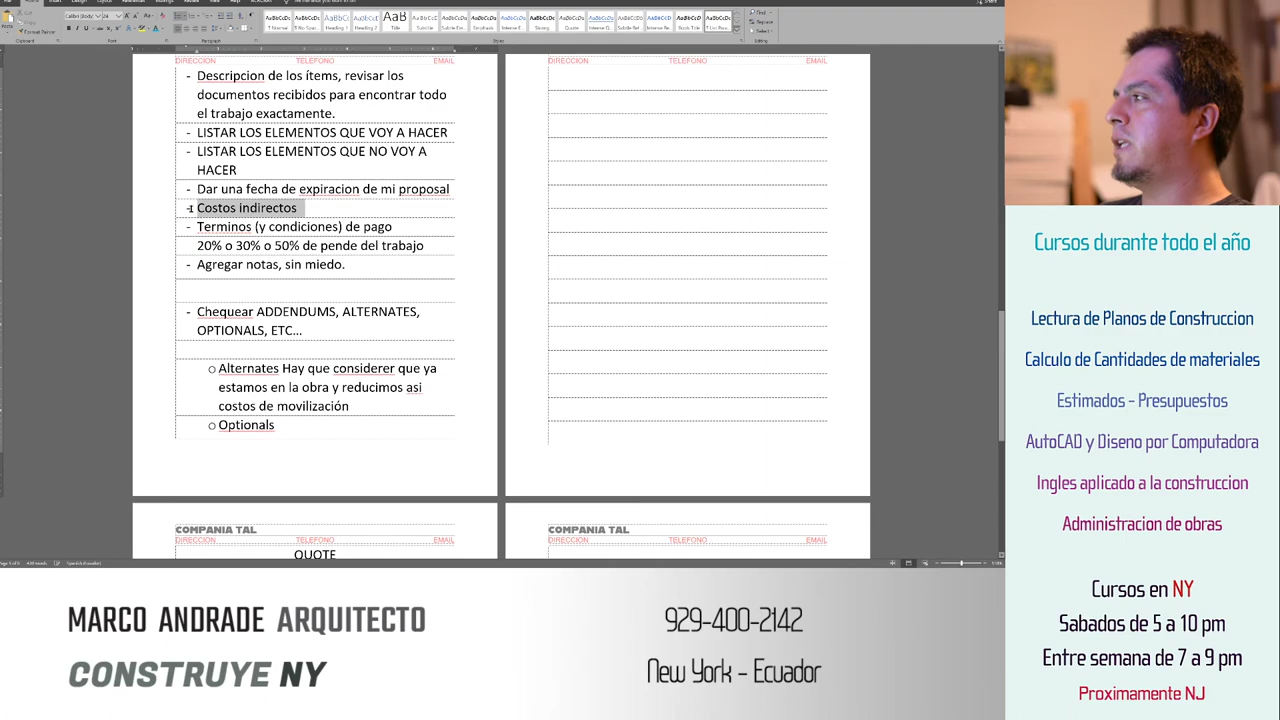 DIRECCION TELEFONO EMAIL
- Descripcion de los ítems, revisar los
documentos recibidos para encontrar todo
el trabajo exactamente.
- LISTAR LOS ELEMENTOS QUE VOY A HACER
- LISTAR LOS ELEMENTOS QUE NO VOY A
HACER
- Dar una fecha de expiracion de mi proposal
- Costos indirectos
- Terminos (y condiciones) de pago
20% o 30% o 50% de pende del trabajo
- Agregar notas, sin miedo.
- Chequear ADDENDUMS, ALTERNATES,
OPTIONALS, ETC...
o Alternates Hay que considerer que ya
estamos en la obra y reducimos asi
costos de movilización
o Optionals
COMPANIA TAL
DIRECCION TELEFONO EMAIL
QUOTE
DIRECCION TELEFONO EMAIL
COMPANIA TAL
DIRECCION TELEFONO EMAIL
Cursos durante todo el año
Lectura de Planos de Construccion
Calculo de Cantidades de materiales
Estimados - Presupuestos
AutoCAD y Diseno por Computadora
Ingles aplicado a la construccion
Administracion de obras
Cursos en NY
Sabados de 5 a 10 pm
Entre semana de 7 a 9 pm
Proximamente NJ
MARCO ANDRADE ARQUITECTO
CONSTRUYE NY
929-400-2142
New York - Ecuador